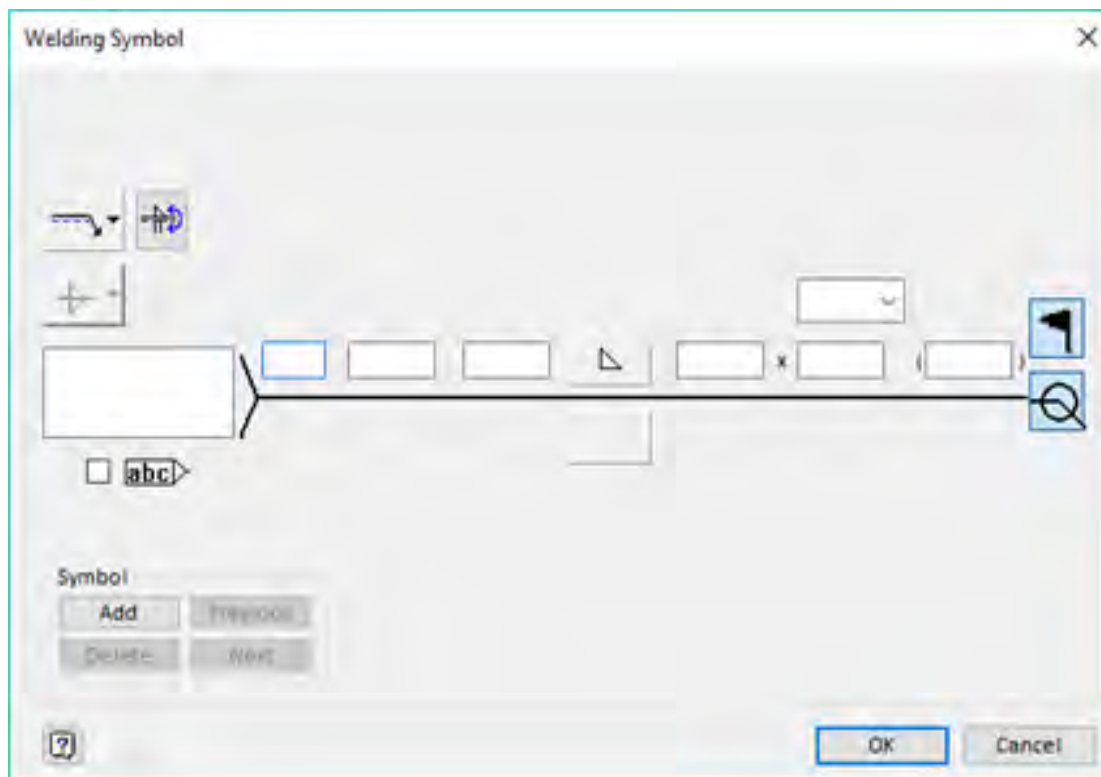 Welding Symbol
x
( )
abc
Symbol
Add Previous
Delete Next
?
OK Cancel